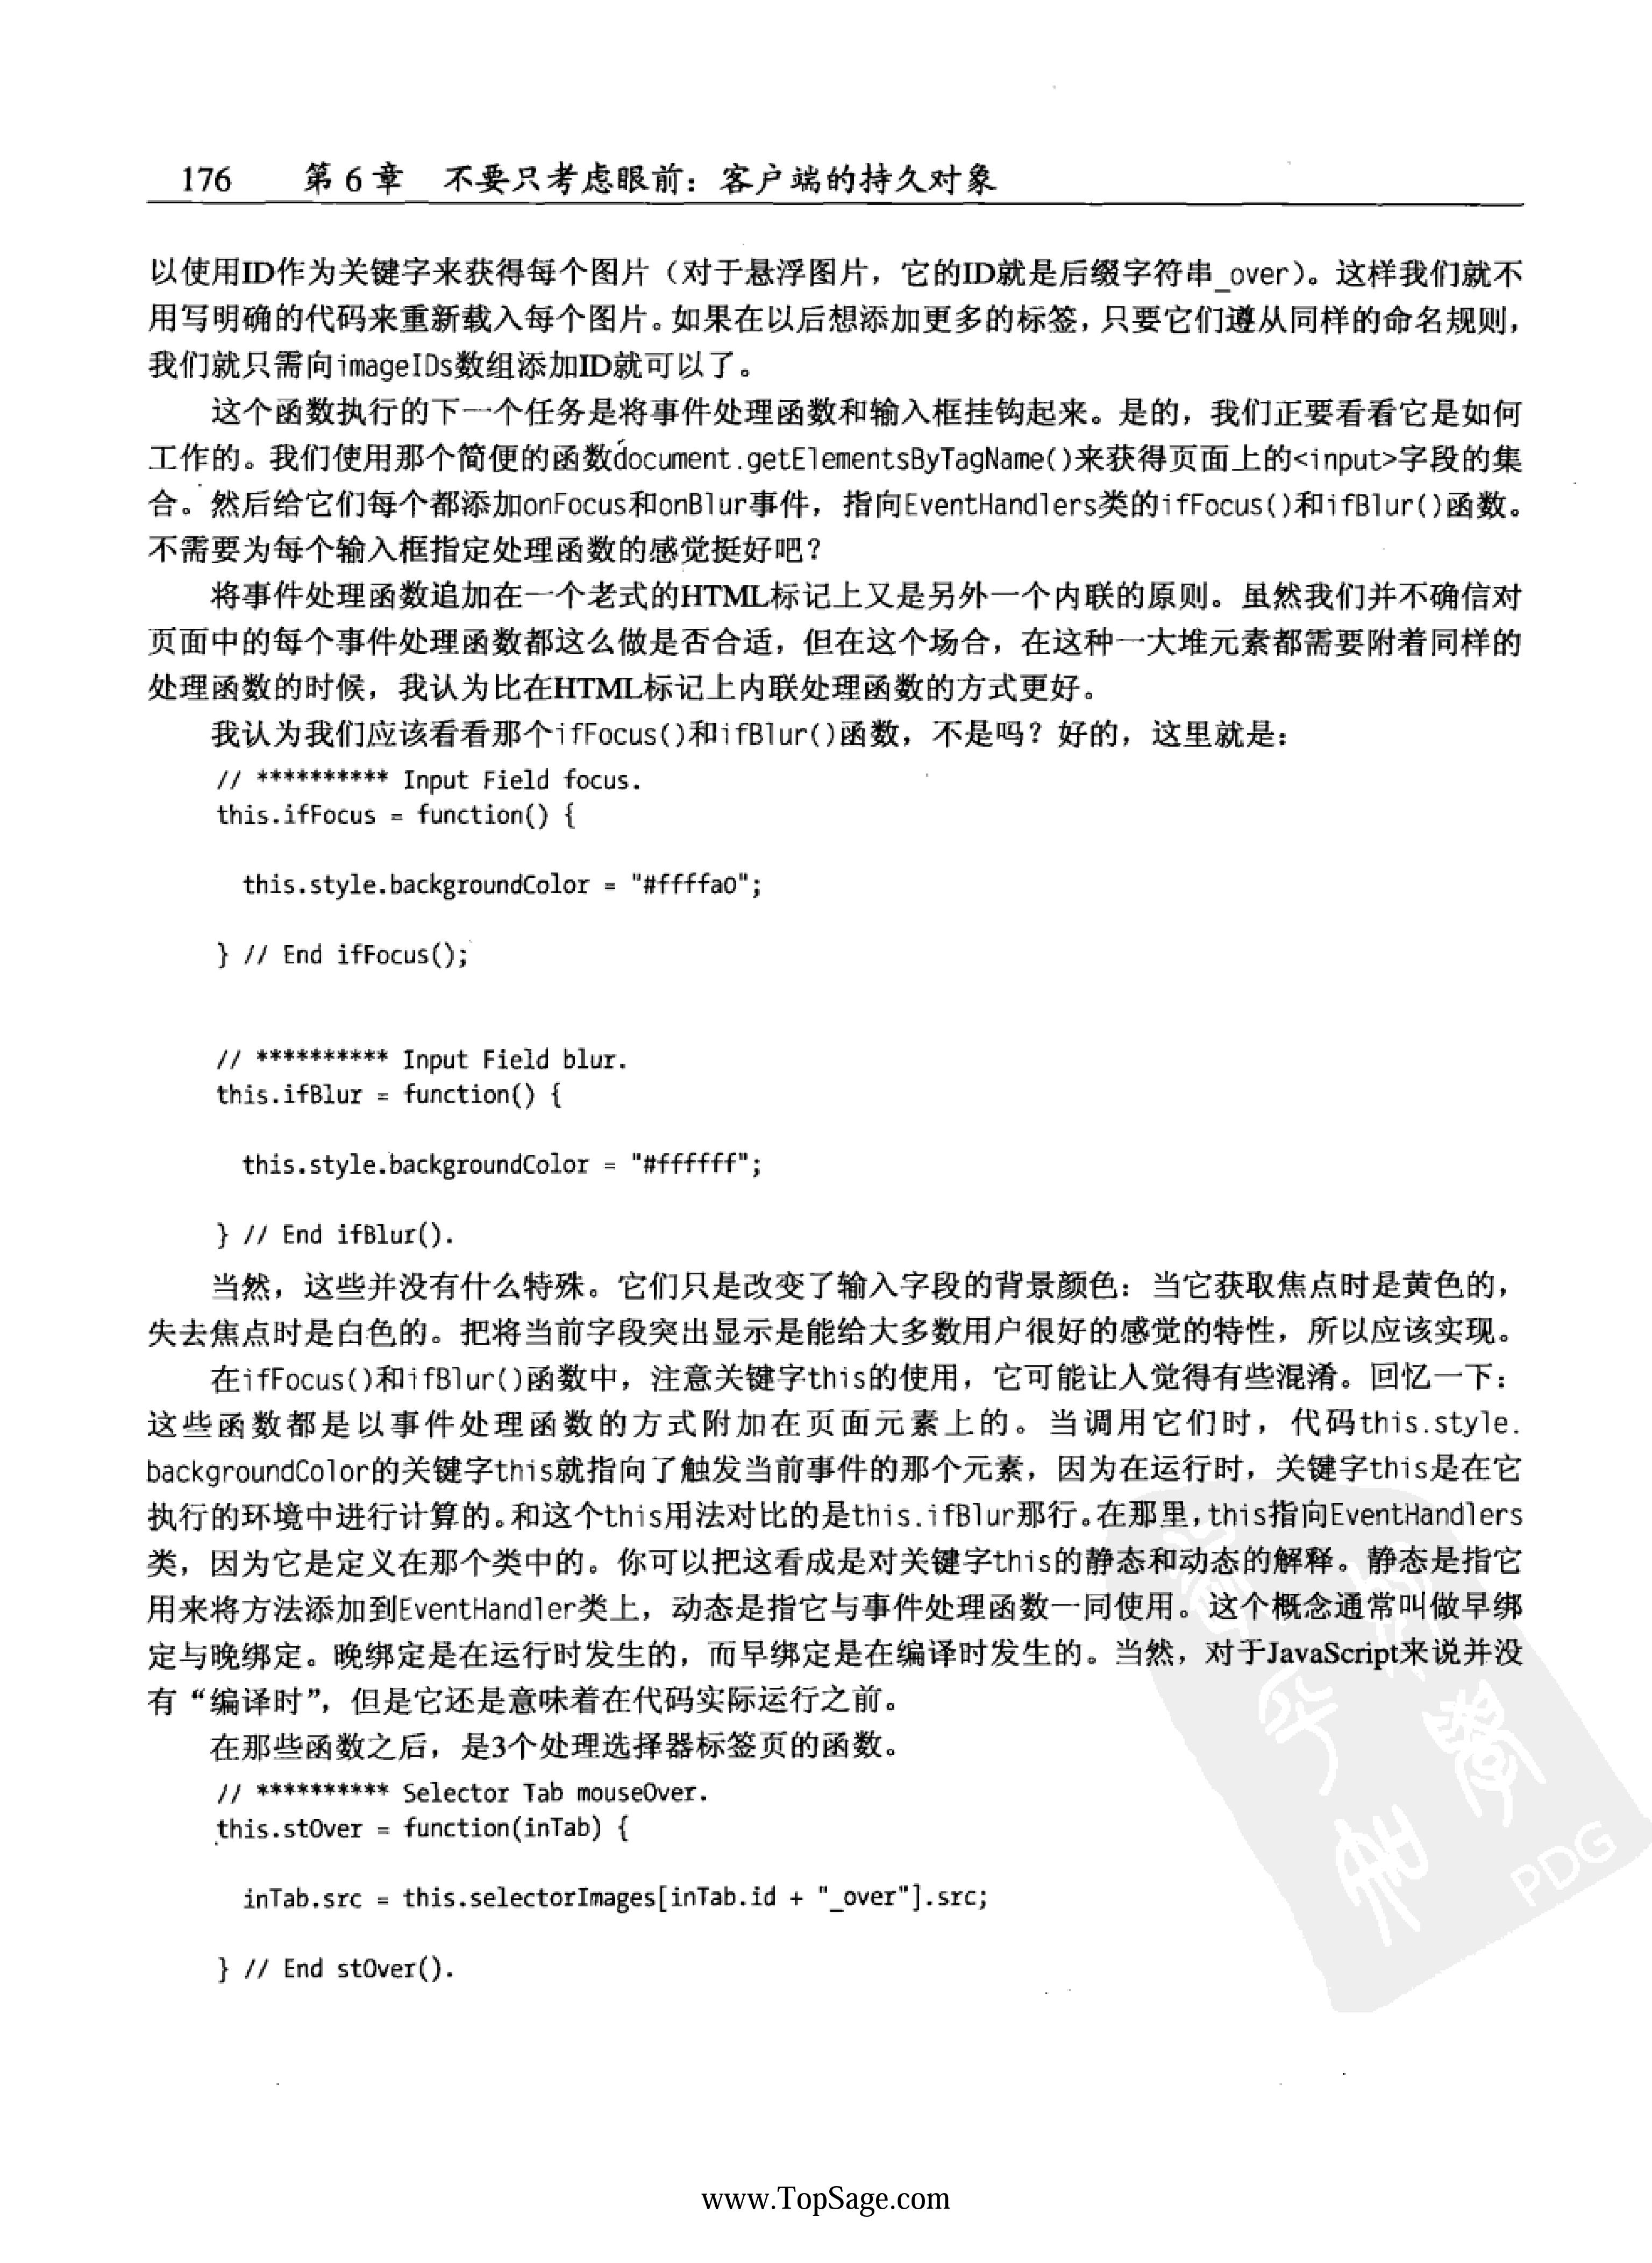 176 第 6 章 不要只考虑眼前：客户端的持久对象
以使用ID作为关键字来获得每个图片（对于悬浮图片，它的ID就是后缀字符串_over）。这样我们就不
用写明确的代码来重新载入每个图片。如果在以后想添加更多的标签，只要它们遵从同样的命名规则，
我们就只需向imageIDs数组添加ID就可以了。
这个函数执行的下一个任务是将事件处理函数和输入框挂钩起来。是的，我们正要看看它是如何
工作的。我们使用那个简便的函数document.getElementsByTagName()来获得页面上的<input>字段的集
合。然后给它们每个都添加onFocus和onBlur事件，指向EventHandlers类的ifFocus()和ifBlur()函数。
不需要为每个输入框指定处理函数的感觉挺好吧？
将事件处理函数追加在一个老式的HTML标记上又是另外一个内联的原则。虽然我们并不确信对
页面中的每个事件处理函数都这么做是否合适，但在这个场合，在这种一大堆元素都需要附着同样的
处理函数的时候，我认为比在HTML标记上内联处理函数的方式更好。
我认为我们应该看看那个ifFocus()和ifBlur()函数，不是吗？好的，这里就是：
// ********** Input Field focus.
this.ifFocus = function() {
this.style.backgroundColor = "#ffffa0";
} // End ifFocus();
// ********** Input Field blur.
this.ifBlur = function() {
this.style.backgroundColor = "#ffffff";
} // End ifBlur().
当然，这些并没有什么特殊。它们只是改变了输入字段的背景颜色：当它获取焦点时是黄色的，
失去焦点时是白色的。把将当前字段突出显示是能给大多数用户很好的感觉的特性，所以应该实现。
在ifFocus()和ifBlur()函数中，注意关键字this的使用，它可能让人觉得有些混淆。回忆一下：
这些函数都是以事件处理函数的方式附加在页面元素上的。当调用它们时，代码this.style.
backgroundColor的关键字this就指向了触发当前事件的那个元素，因为在运行时，关键字this是在它
执行的环境中进行计算的。和这个this用法对比的是this.ifBlur那行。在那里，this指向EventHandlers
类，因为它是定义在那个类中的。你可以把这看成是对关键字this的静态和动态的解释。静态是指它
用来将方法添加到EventHandler类上，动态是指它与事件处理函数一同使用。这个概念通常叫做早绑
定与晚绑定。晚绑定是在运行时发生的，而早绑定是在编译时发生的。当然，对于JavaScript来说并没
有“编译时”，但是它还是意味着在代码实际运行之前。
在那些函数之后，是3个处理选择器标签页的函数。
// ********** Selector Tab mouseOver.
this.stOver = function(inTab) {
inTab.src = this.selectorImages[inTab.id + "_over"].src;
} // End stOver().
PDG
www.TopSage.com